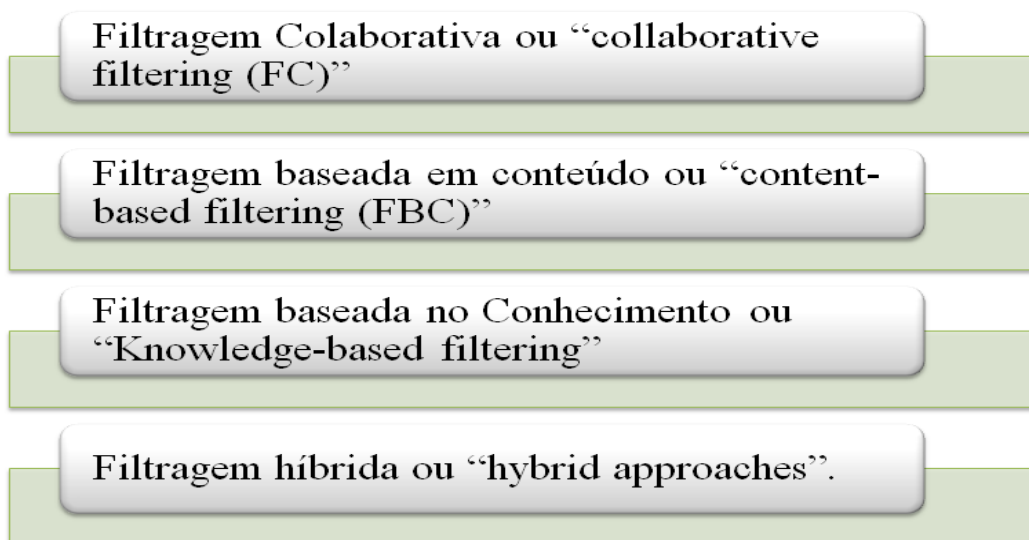 Filtragem Colaborativa ou “collaborative
filtering (FC)”
Filtragem baseada em conteúdo ou “content-
based filtering (FBC)”
Filtragem baseada no Conhecimento ou
“Knowledge-based filtering”
Filtragem híbrida ou “hybrid approaches”.